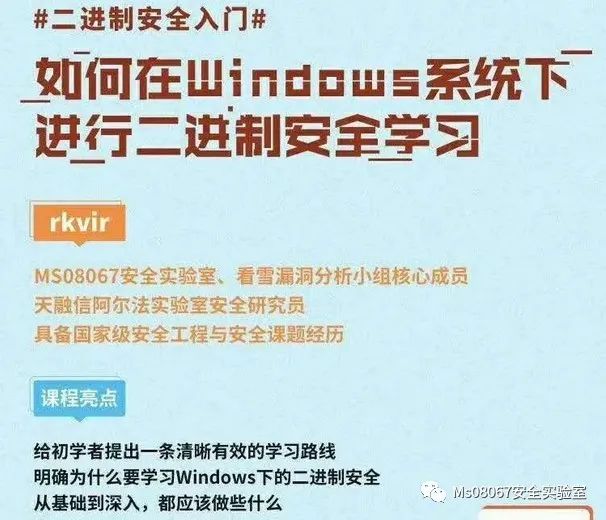 #二进制安全入门#
如何在Windows系统下
进行二进制安全学习
rkvir
MS08067安全实验室、看雪漏洞分析小组核心成员
天融信阿尔法实验室安全研究员
具备国家级安全工程与安全课题经历
课程亮点
给初学者提出一条清晰有效的学习路线
明确为什么要学习Windows下的二进制安全
从基础到深入，都应该做些什么
Ms08067安全实验室